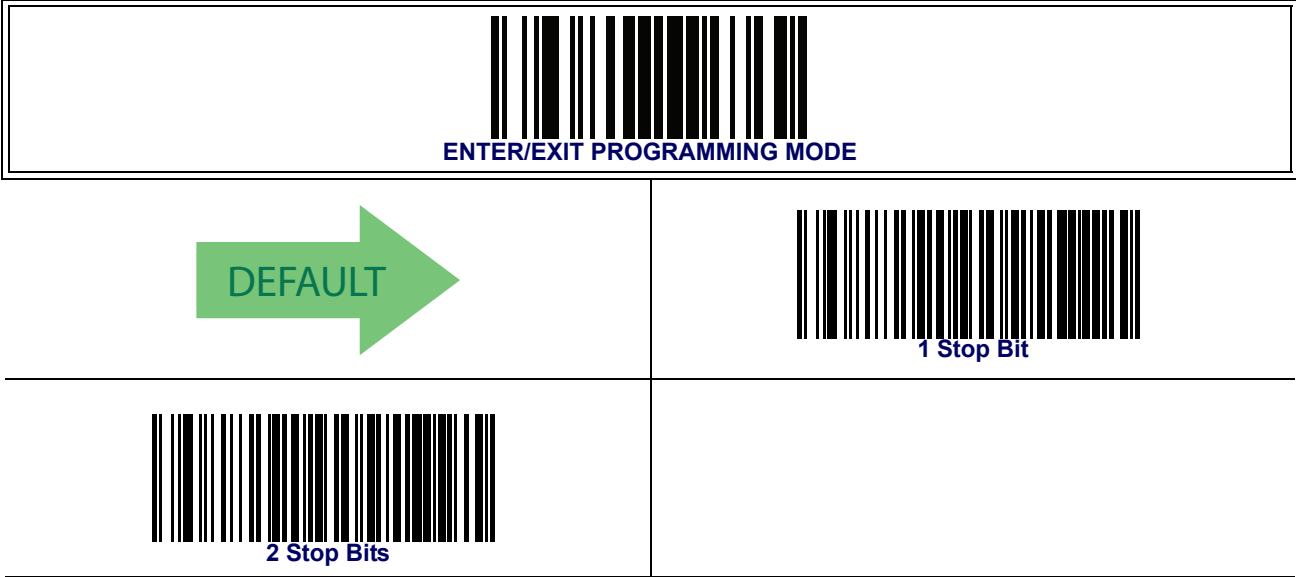 ENTER/EXIT PROGRAMMING MODE
DEFAULT
1 Stop Bit
2 Stop Bits